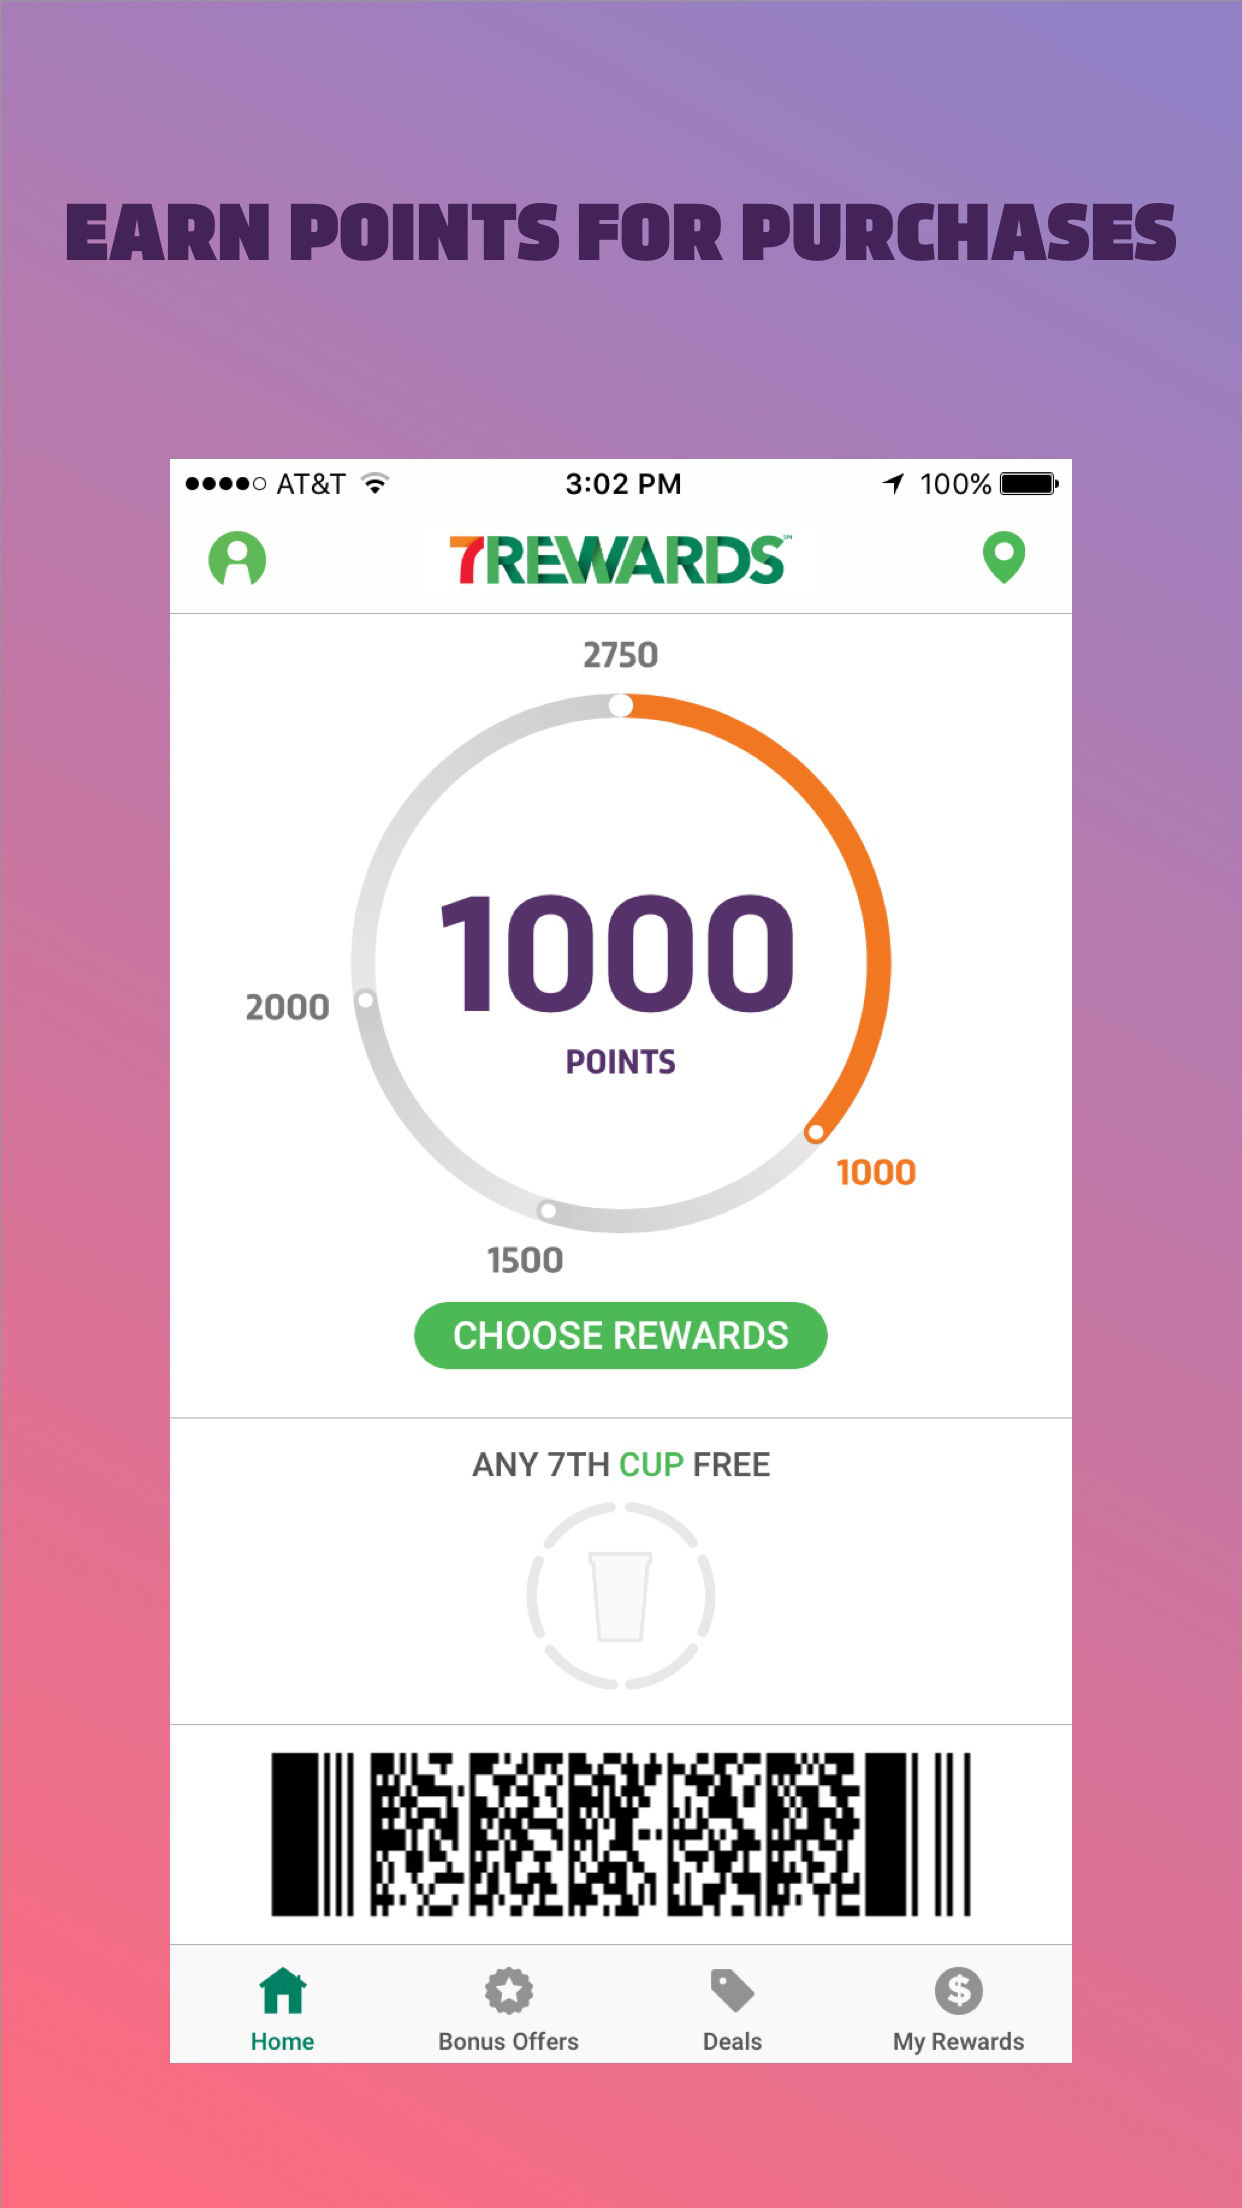 EARN POINTS FOR PURCHASES
AT&T 3:02 PM 100%
7REWARDS℠
2750
1000
POINTS
2000
1000
1500
CHOOSE REWARDS
ANY 7TH CUP FREE
Home Bonus Offers Deals My Rewards